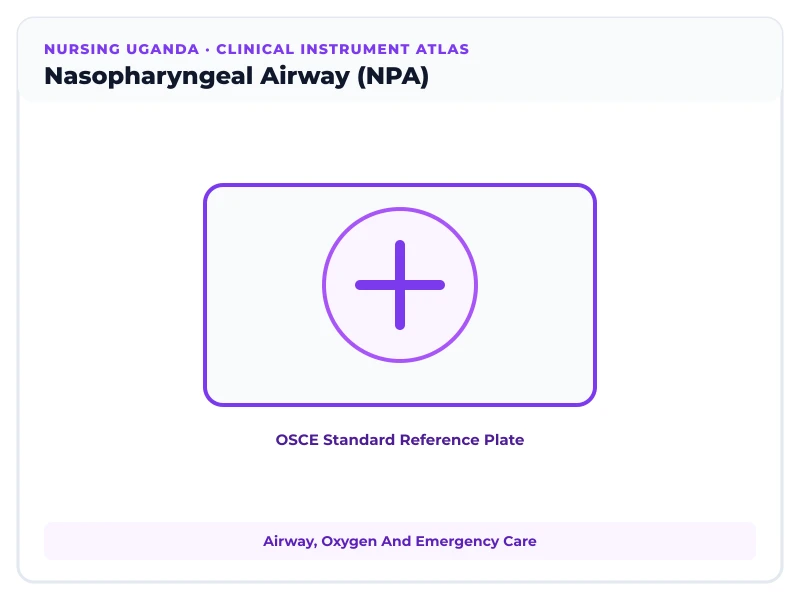 NURSING UGANDA · CLINICAL INSTRUMENT ATLAS
Nasopharyngeal Airway (NPA)
OSCE Standard Reference Plate
Airway, Oxygen And Emergency Care